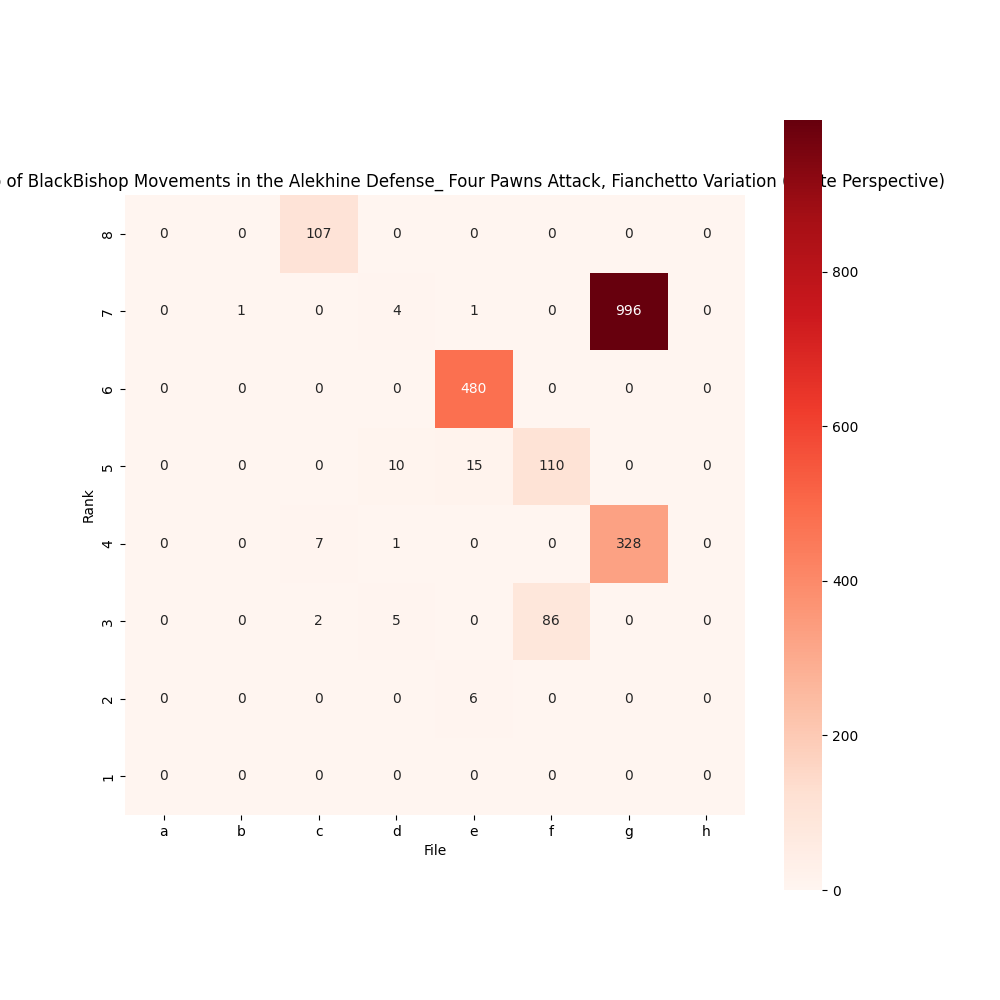 of BlackBishop Movements in the Alekhine Defense_ Four Pawns Attack, Fianchetto Variation Perspective)
8 0 0 107 0 0 0 0 0
7 0 1 0 4 1 0 996 0
6 0 0 0 0 480 0 0 0
5 0 0 0 10 15 110 0 0
4 0 0 7 1 0 0 328 0
3 0 0 2 5 0 86 0 0
2 0 0 0 0 6 0 0 0
1 0 0 0 0 0 0 0 0
a b c d e f g h
Rank
File
800
600
400
200
0